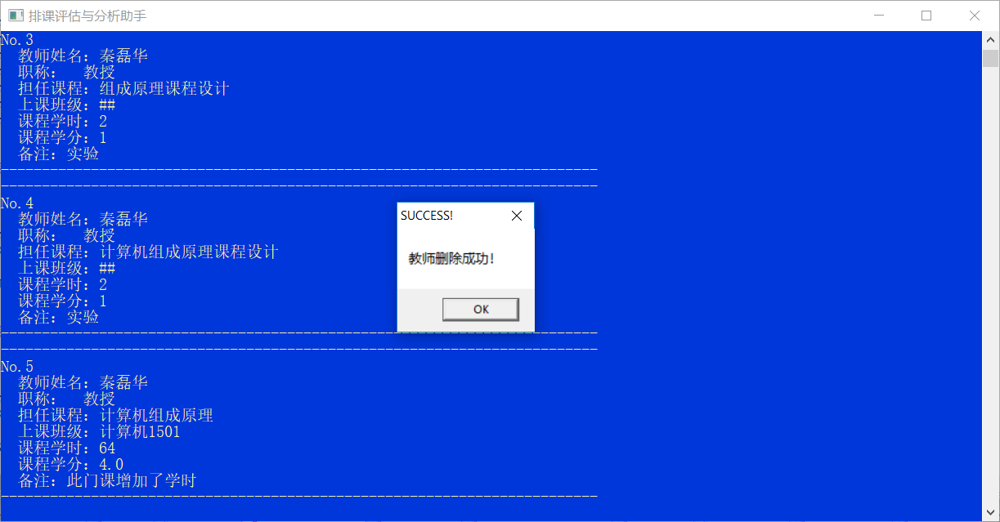 排课评估与分析助手
No.3
教师姓名：秦磊华
职称： 教授
担任课程：组成原理课程设计
上课班级：##
课程学时：2
课程学分：1
备注：实验
------------------------------------------------------------------------
------------------------------------------------------------------------
No.4
教师姓名：秦磊华
职称： 教授
担任课程：计算机组成原理课程设计
上课班级：##
课程学时：2
课程学分：1
备注：实验
------------------------------------------------------------------------
------------------------------------------------------------------------
No.5
教师姓名：秦磊华
职称： 教授
担任课程：计算机组成原理
上课班级：计算机1501
课程学时：64
课程学分：4.0
备注：此门课增加了学时
------------------------------------------------------------------------
SUCCESS!
教师删除成功！
OK